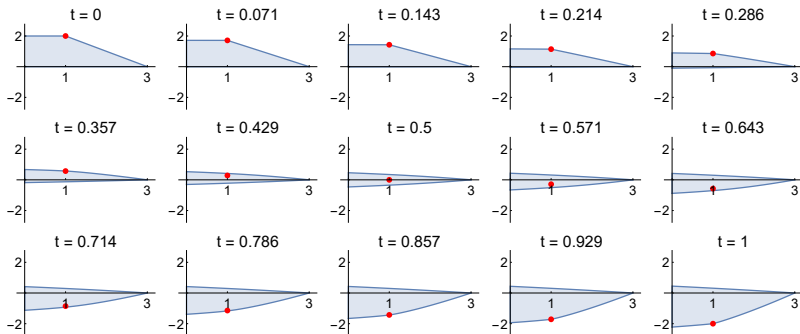 t = 0 t = 0.071 t = 0.143 t = 0.214 t = 0.286
2 2 2 2 2
1 3 1 3 1 3 1 3 1 3
−2 −2 −2 −2 −2
t = 0.357 t = 0.429 t = 0.5 t = 0.571 t = 0.643
2 2 2 2 2
1 3 1 3 1 3 1 3 1 3
−2 −2 −2 −2 −2
t = 0.714 t = 0.786 t = 0.857 t = 0.929 t = 1
2 2 2 2 2
1 3 1 3 1 3 1 3 1 3
−2 −2 −2 −2 −2